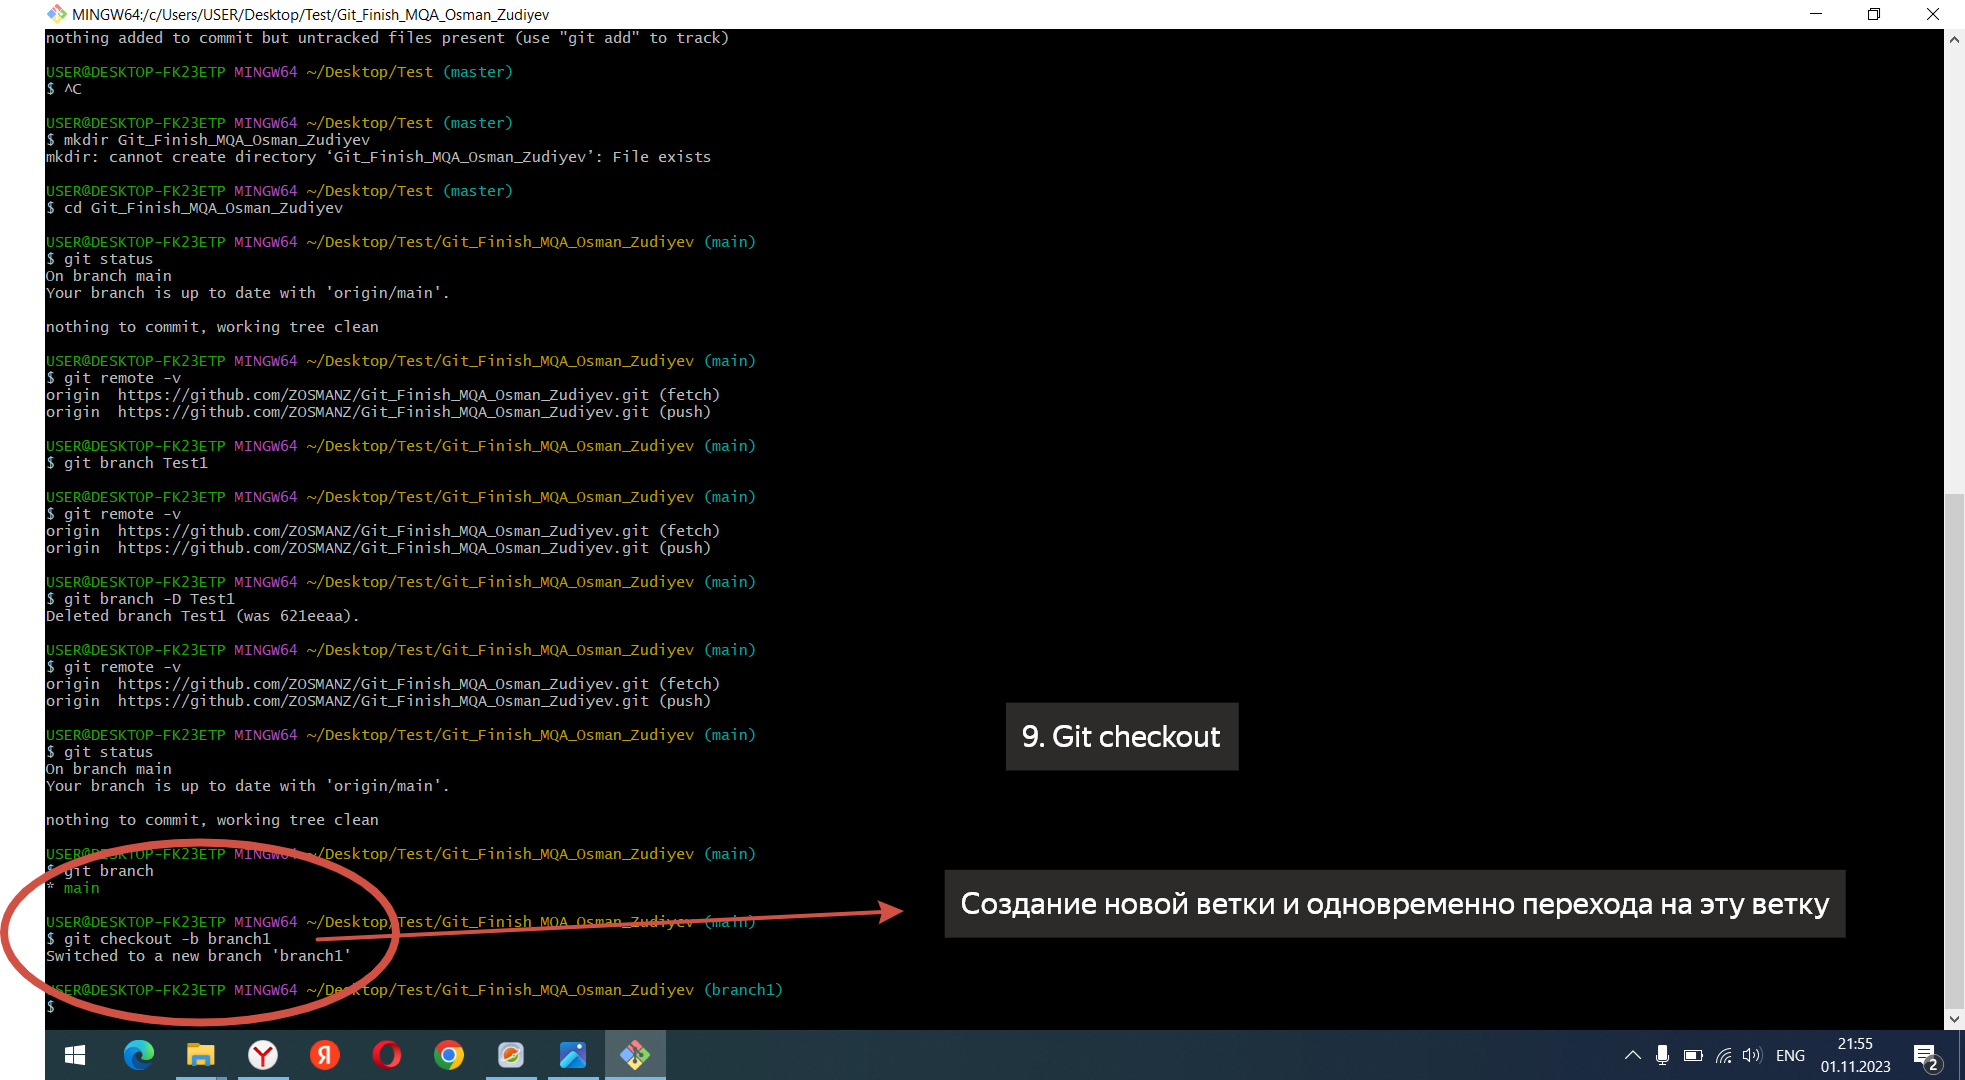 MINGW64:/c/Users/USER/Desktop/Test/Git_Finish_MQA_Osman_Zudiyev
nothing added to commit but untracked files present (use "git add" to track)
USER@DESKTOP-FK23ETP MINGW64 ~/Desktop/Test (master)
$ ^C
USER@DESKTOP-FK23ETP MINGW64 ~/Desktop/Test (master)
$ mkdir Git_Finish_MQA_Osman_Zudiyev
mkdir: cannot create directory ‘Git_Finish_MQA_Osman_Zudiyev’: File exists
USER@DESKTOP-FK23ETP MINGW64 ~/Desktop/Test (master)
$ cd Git_Finish_MQA_Osman_Zudiyev
USER@DESKTOP-FK23ETP MINGW64 ~/Desktop/Test/Git_Finish_MQA_Osman_Zudiyev (main)
$ git status
On branch main
Your branch is up to date with 'origin/main'.
nothing to commit, working tree clean
USER@DESKTOP-FK23ETP MINGW64 ~/Desktop/Test/Git_Finish_MQA_Osman_Zudiyev (main)
$ git remote -v
origin  https://github.com/ZOSMANZ/Git_Finish_MQA_Osman_Zudiyev.git (fetch)
origin  https://github.com/ZOSMANZ/Git_Finish_MQA_Osman_Zudiyev.git (push)
USER@DESKTOP-FK23ETP MINGW64 ~/Desktop/Test/Git_Finish_MQA_Osman_Zudiyev (main)
$ git branch Test1
USER@DESKTOP-FK23ETP MINGW64 ~/Desktop/Test/Git_Finish_MQA_Osman_Zudiyev (main)
$ git remote -v
origin  https://github.com/ZOSMANZ/Git_Finish_MQA_Osman_Zudiyev.git (fetch)
origin  https://github.com/ZOSMANZ/Git_Finish_MQA_Osman_Zudiyev.git (push)
USER@DESKTOP-FK23ETP MINGW64 ~/Desktop/Test/Git_Finish_MQA_Osman_Zudiyev (main)
$ git branch -D Test1
Deleted branch Test1 (was 621eeaa).
USER@DESKTOP-FK23ETP MINGW64 ~/Desktop/Test/Git_Finish_MQA_Osman_Zudiyev (main)
$ git remote -v
origin  https://github.com/ZOSMANZ/Git_Finish_MQA_Osman_Zudiyev.git (fetch)
origin  https://github.com/ZOSMANZ/Git_Finish_MQA_Osman_Zudiyev.git (push)
USER@DESKTOP-FK23ETP MINGW64 ~/Desktop/Test/Git_Finish_MQA_Osman_Zudiyev (main)
$ git status
On branch main
Your branch is up to date with 'origin/main'.
nothing to commit, working tree clean
USER@DESKTOP-FK23ETP MINGW64 ~/Desktop/Test/Git_Finish_MQA_Osman_Zudiyev (main)
$ git branch
* main
USER@DESKTOP-FK23ETP MINGW64 ~/Desktop/Test/Git_Finish_MQA_Osman_Zudiyev (main)
$ git checkout -b branch1
Switched to a new branch 'branch1'
USER@DESKTOP-FK23ETP MINGW64 ~/Desktop/Test/Git_Finish_MQA_Osman_Zudiyev (branch1)
$
9. Git checkout
Создание новой ветки и одновременно перехода на эту ветку
ENG
21:55
01.11.2023
2